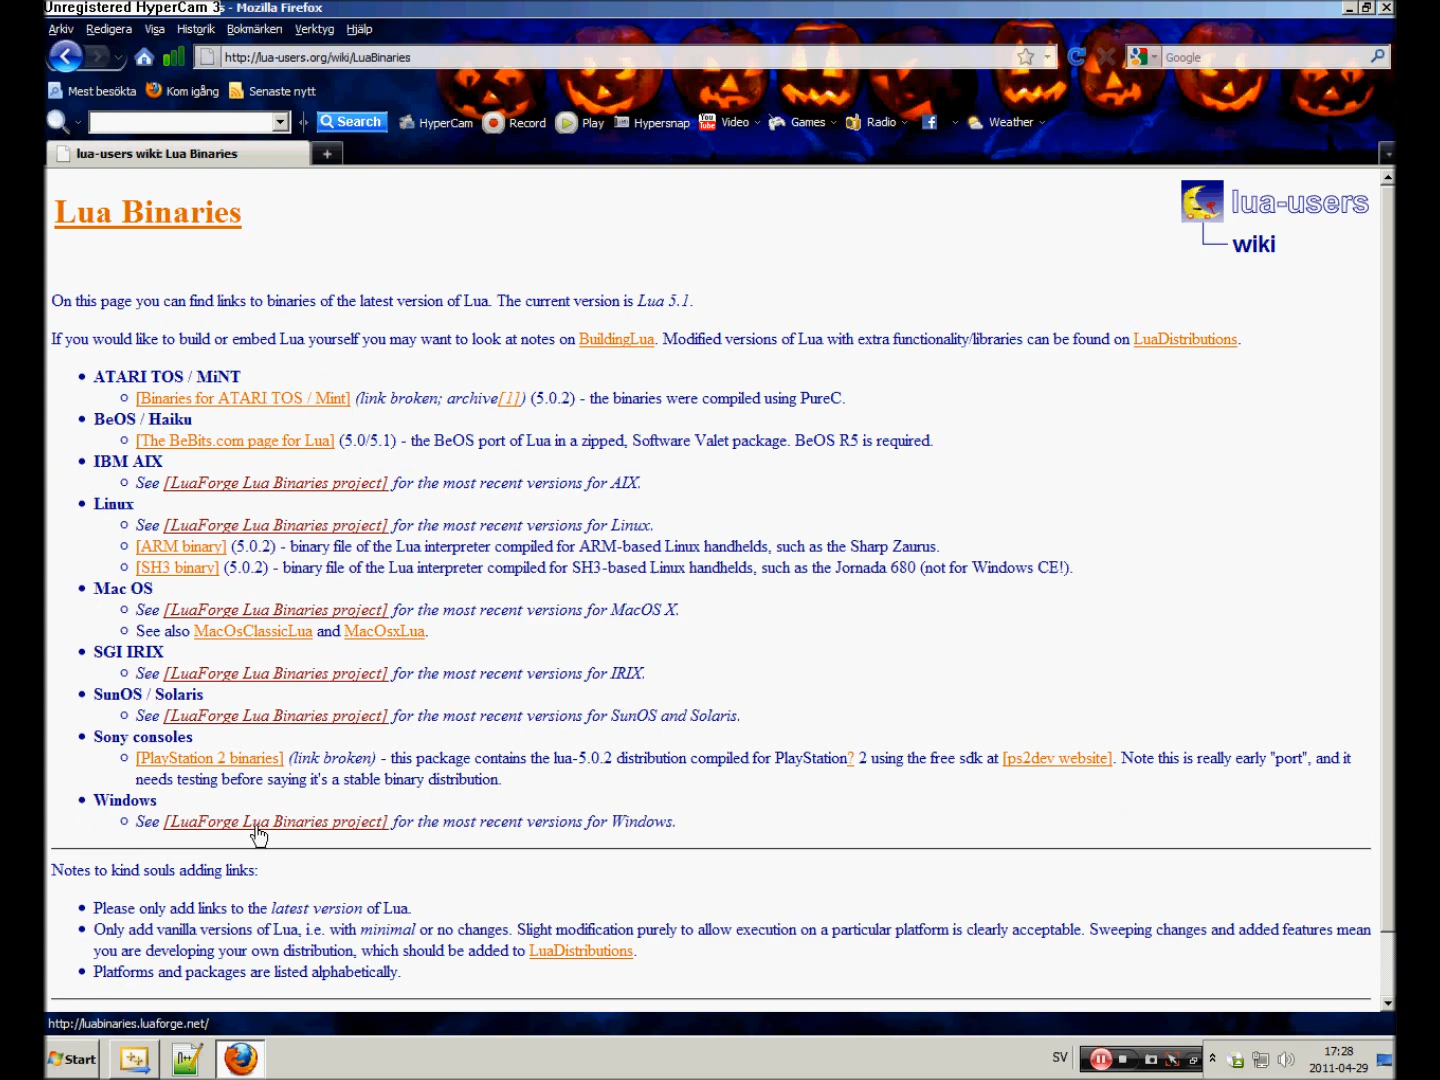 Unregistered HyperCam 3s - Mozilla Firefox
Arkiv Redigera Visa Historik Bokmärken Verktyg Hjälp
http://lua-users.org/wiki/LuaBinaries Google
Mest besökta Kom igång Senaste nytt
Search HyperCam Record Play Hypersnap You Tube Video Games Radio Weather
lua-users wiki: Lua Binaries
Lua Binaries
lua-users
wiki
On this page you can find links to binaries of the latest version of Lua. The current version is Lua 5.1.
If you would like to build or embed Lua yourself you may want to look at notes on BuildingLua. Modified versions of Lua with extra functionality/libraries can be found on LuaDistributions.
ATARI TOS / MiNT
[Binaries for ATARI TOS / Mint] (link broken; archive[1]) (5.0.2) - the binaries were compiled using PureC.
BeOS / Haiku
[The BeBits.com page for Lua] (5.0/5.1) - the BeOS port of Lua in a zipped, Software Valet package. BeOS R5 is required.
IBM AIX
See [LuaForge Lua Binaries project] for the most recent versions for AIX.
Linux
See [LuaForge Lua Binaries project] for the most recent versions for Linux.
[ARM binary] (5.0.2) - binary file of the Lua interpreter compiled for ARM-based Linux handhelds, such as the Sharp Zaurus.
[SH3 binary] (5.0.2) - binary file of the Lua interpreter compiled for SH3-based Linux handhelds, such as the Jornada 680 (not for Windows CE!).
Mac OS
See [LuaForge Lua Binaries project] for the most recent versions for MacOS X.
See also MacOsClassicLua and MacOsxLua.
SGI IRIX
See [LuaForge Lua Binaries project] for the most recent versions for IRIX.
SunOS / Solaris
See [LuaForge Lua Binaries project] for the most recent versions for SunOS and Solaris.
Sony consoles
[PlayStation 2 binaries] (link broken) - this package contains the lua-5.0.2 distribution compiled for PlayStation? 2 using the free sdk at [ps2dev website]. Note this is really early "port", and it
needs testing before saying it's a stable binary distribution.
Windows
See [LuaForge Lua Binaries project] for the most recent versions for Windows.
Notes to kind souls adding links:
Please only add links to the latest version of Lua.
Only add vanilla versions of Lua, i.e. with minimal or no changes. Slight modification purely to allow execution on a particular platform is clearly acceptable. Sweeping changes and added features mean
you are developing your own distribution, which should be added to LuaDistributions.
Platforms and packages are listed alphabetically.
http://luabinaries.luaforge.net/
Start SV 17:28
2011-04-29